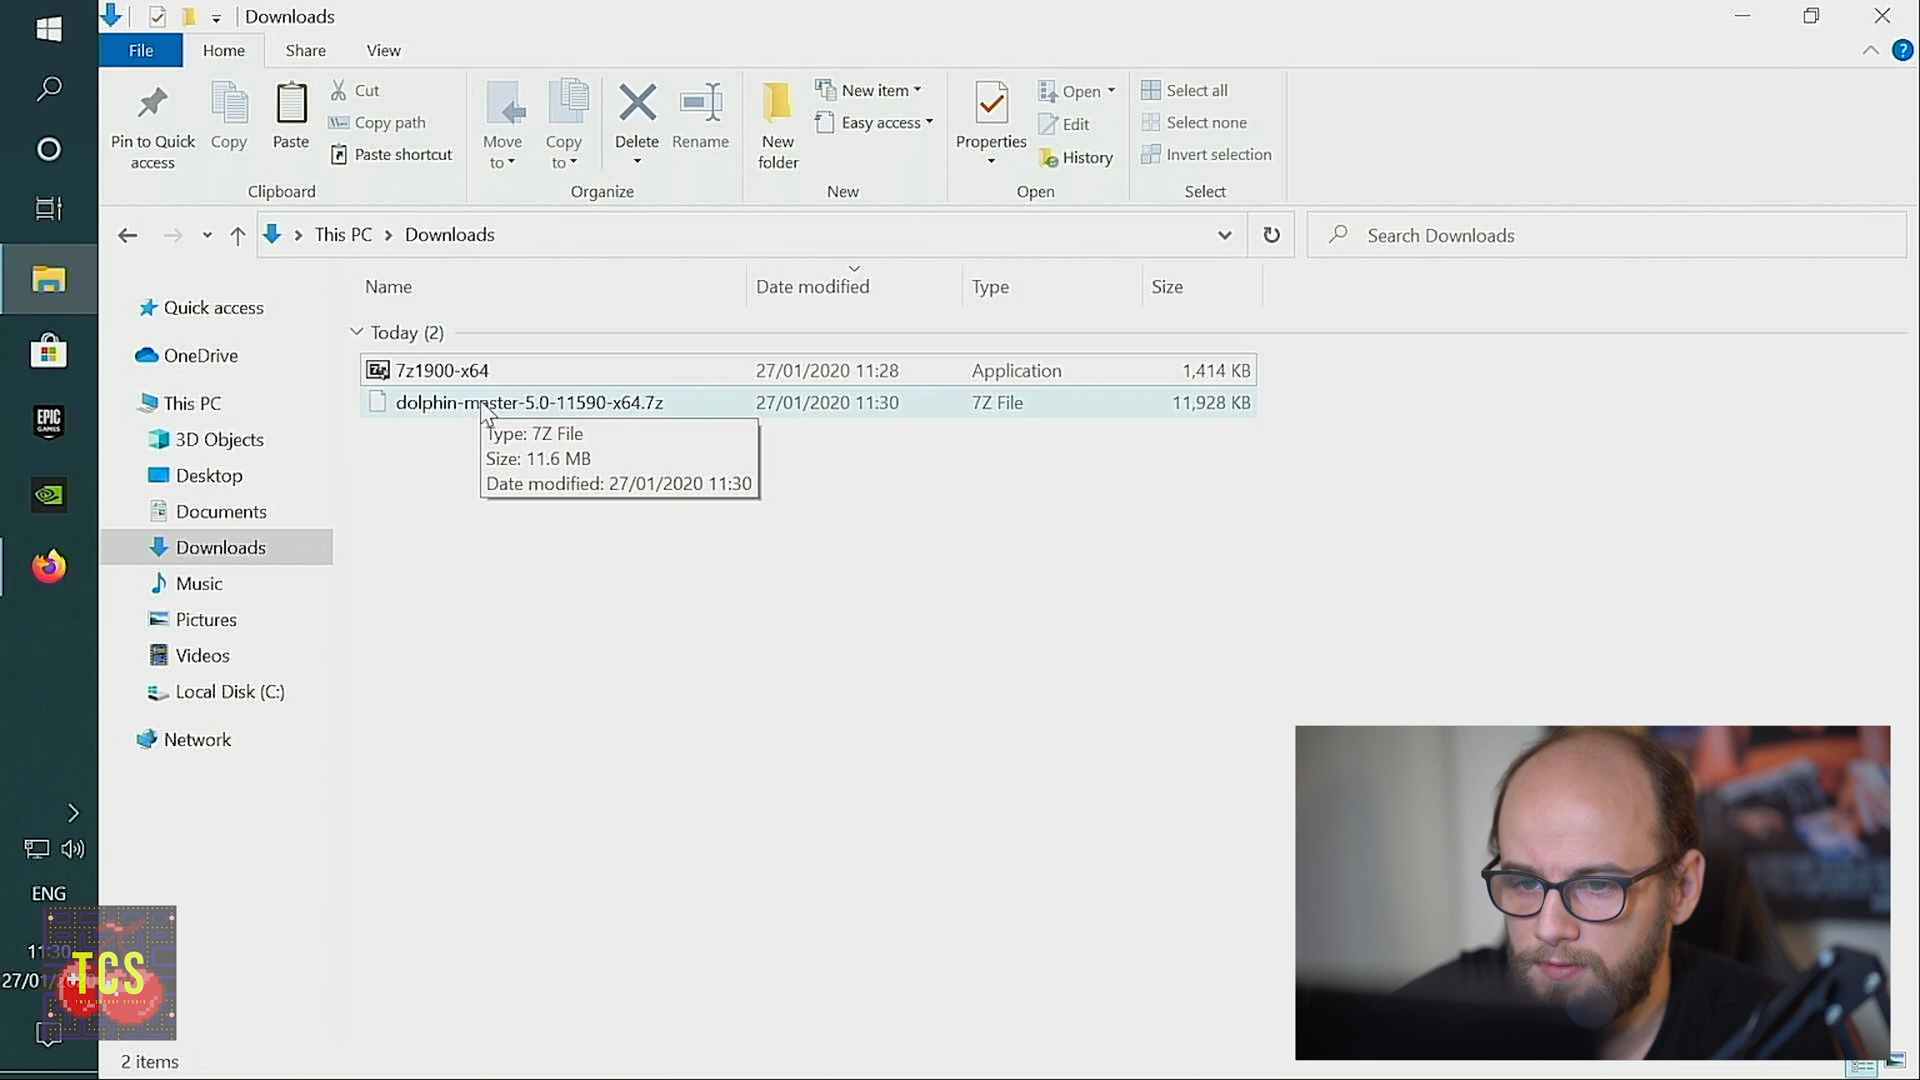 Downloads
File Home Share View
Pin to Quick access
Copy
Paste
Cut
Copy path
Paste shortcut
Clipboard
Move to
Copy to
Delete
Rename
Organize
New folder
New item
Easy access
New
Properties
Open
Edit
History
Open
Select all
Select none
Invert selection
Select
This PC Downloads
Search Downloads
Name Date modified Type Size
Today (2)
7z1900-x64 27/01/2020 11:28 Application 1,414 KB
dolphin-master-5.0-11590-x64.7z 27/01/2020 11:30 7Z File 11,928 KB
Type: 7Z File
Size: 11.6 MB
Date modified: 27/01/2020 11:30
Quick access
OneDrive
This PC
3D Objects
Desktop
Documents
Downloads
Music
Pictures
Videos
Local Disk (C:)
Network
EPIC
GAMES
ENG
11:30
27/01/
TCS
2 items